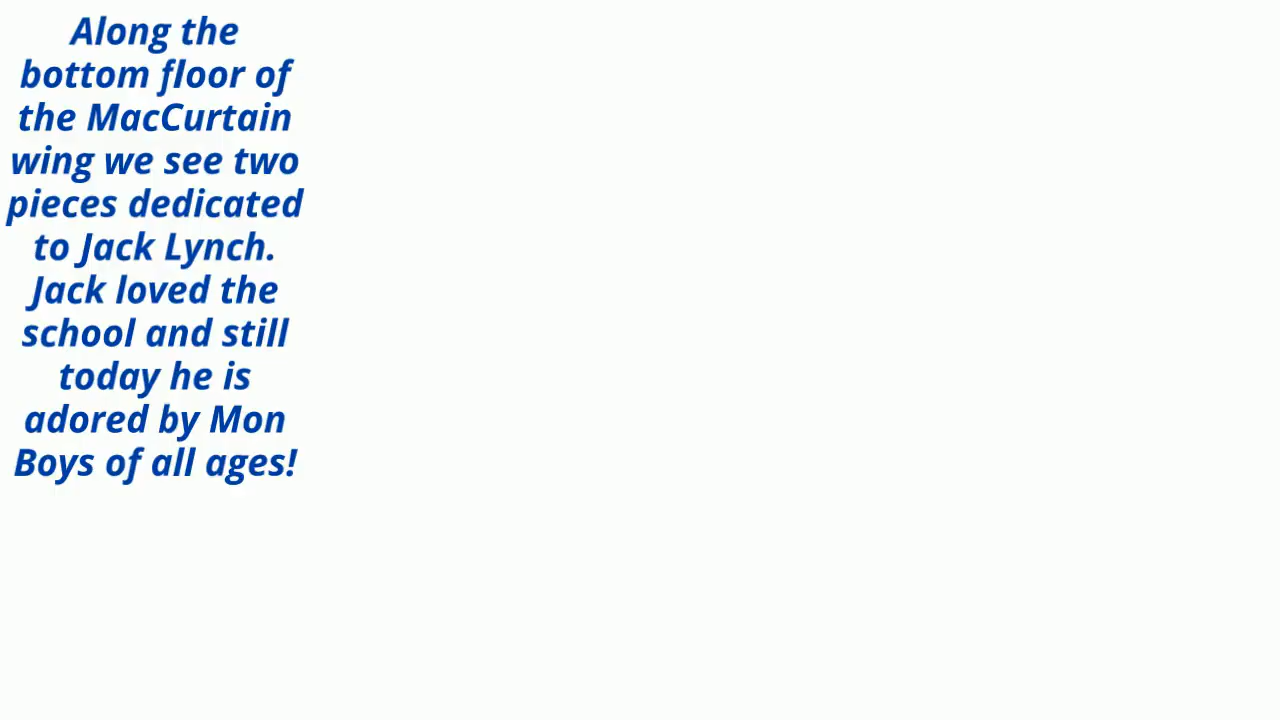 Along the
bottom floor of
the MacCurtain
wing we see two
pieces dedicated
to Jack Lynch.
Jack loved the
school and still
today he is
adored by Mon
Boys of all ages!